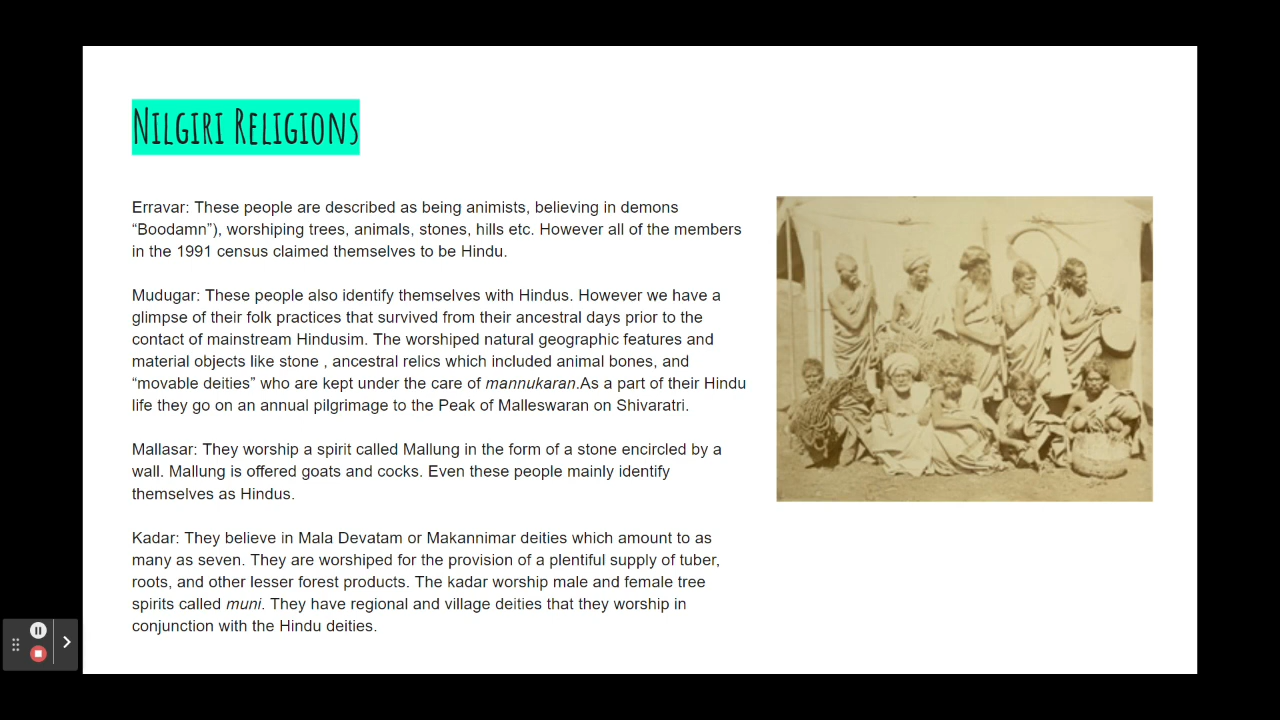 Nilgiri Religions
Erravar: These people are described as being animists, believing in demons
“Boodamn”), worshiping trees, animals, stones, hills etc. However all of the members
in the 1991 census claimed themselves to be Hindu.
Mudugar: These people also identify themselves with Hindus. However we have a
glimpse of their folk practices that survived from their ancestral days prior to the
contact of mainstream Hindusim. The worshiped natural geographic features and
material objects like stone , ancestral relics which included animal bones, and
“movable deities” who are kept under the care of mannukaran.As a part of their Hindu
life they go on an annual pilgrimage to the Peak of Malleswaran on Shivaratri.
Mallasar: They worship a spirit called Mallung in the form of a stone encircled by a
wall. Mallung is offered goats and cocks. Even these people mainly identify
themselves as Hindus.
Kadar: They believe in Mala Devatam or Makannimar deities which amount to as
many as seven. They are worshiped for the provision of a plentiful supply of tuber,
roots, and other lesser forest products. The kadar worship male and female tree
spirits called muni. They have regional and village deities that they worship in
conjunction with the Hindu deities.